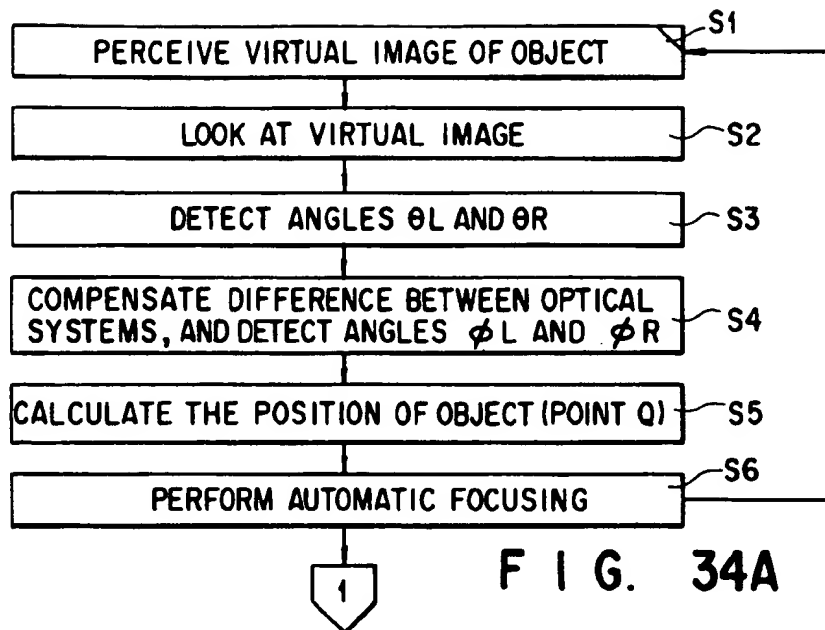 PERCEIVE VIRTUAL IMAGE OF OBJECT
S1
LOOK AT VIRTUAL IMAGE
S2
DETECT ANGLES θL AND θR
S3
COMPENSATE DIFFERENCE BETWEEN OPTICAL
SYSTEMS, AND DETECT ANGLES ϕL AND ϕR
S4
CALCULATE THE POSITION OF OBJECT (POINT Q)
S5
PERFORM AUTOMATIC FOCUSING
S6
1
FIG. 34A